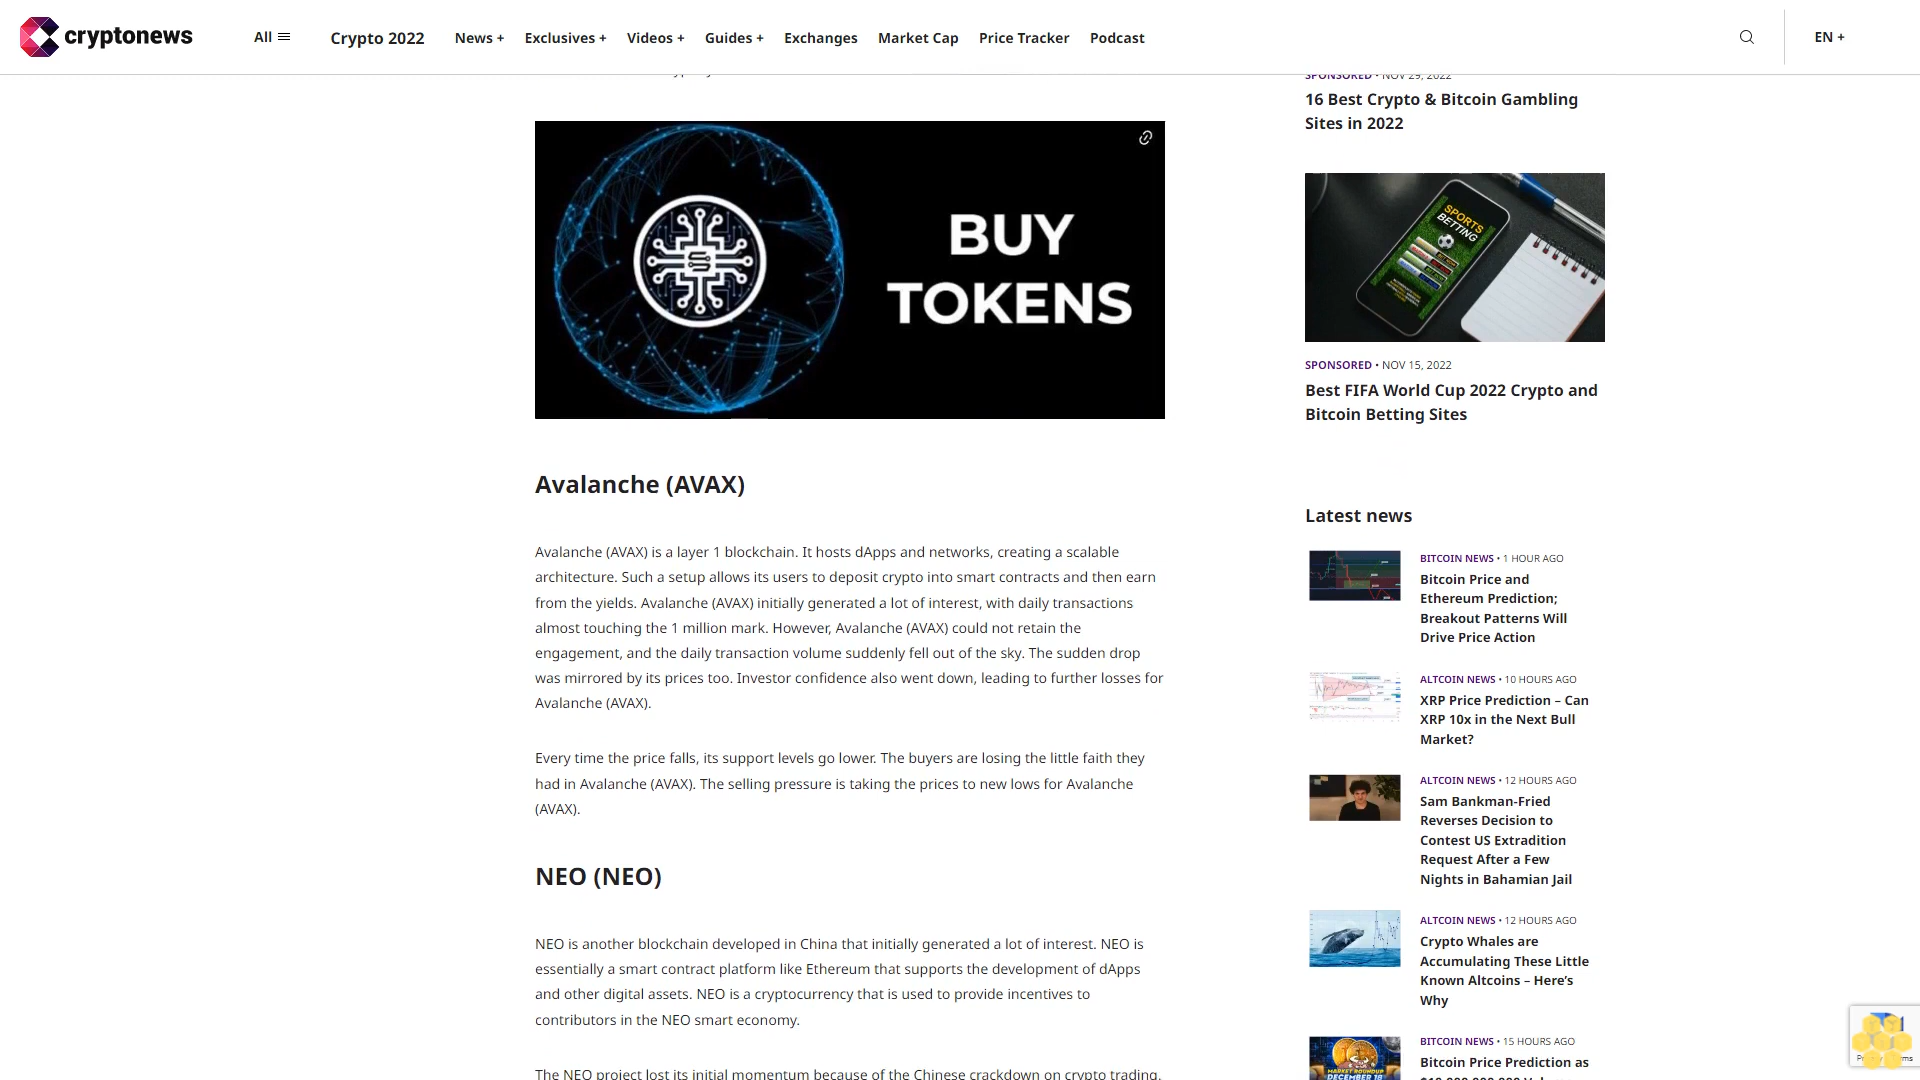 cryptonews
All
Crypto 2022
News +
Exclusives +
Videos +
Guides +
Exchanges
Market Cap
Price Tracker
Podcast
EN +
BUY
TOKENS
Avalanche (AVAX)
Avalanche (AVAX) is a layer 1 blockchain. It hosts dApps and networks, creating a scalable
architecture. Such a setup allows its users to deposit crypto into smart contracts and then earn
from the yields. Avalanche (AVAX) initially generated a lot of interest, with daily transactions
almost touching the 1 million mark. However, Avalanche (AVAX) could not retain the
engagement, and the daily transaction volume suddenly fell out of the sky. The sudden drop
was mirrored by its prices too. Investor confidence also went down, leading to further losses for
Avalanche (AVAX).
Every time the price falls, its support levels go lower. The buyers are losing the little faith they
had in Avalanche (AVAX). The selling pressure is taking the prices to new lows for Avalanche
(AVAX).
NEO (NEO)
NEO is another blockchain developed in China that initially generated a lot of interest. NEO is
essentially a smart contract platform like Ethereum that supports the development of dApps
and other digital assets. NEO is a cryptocurrency that is used to provide incentives to
contributors in the NEO smart economy.
The NEO project lost its initial momentum because of the Chinese crackdown on crypto trading.
SPONSORED • NOV 29, 2022
16 Best Crypto & Bitcoin Gambling
Sites in 2022
SPORTS
BETTING
SPONSORED • NOV 15, 2022
Best FIFA World Cup 2022 Crypto and
Bitcoin Betting Sites
Latest news
BITCOIN NEWS • 1 HOUR AGO
Bitcoin Price and
Ethereum Prediction;
Breakout Patterns Will
Drive Price Action
ALTCOIN NEWS • 10 HOURS AGO
XRP Price Prediction – Can
XRP 10x in the Next Bull
Market?
ALTCOIN NEWS • 12 HOURS AGO
Sam Bankman-Fried
Reverses Decision to
Contest US Extradition
Request After a Few
Nights in Bahamian Jail
ALTCOIN NEWS • 12 HOURS AGO
Crypto Whales are
Accumulating These Little
Known Altcoins – Here’s
Why
BITCOIN NEWS • 15 HOURS AGO
MARKET ROUNDUP
DECEMBER 18
Bitcoin Price Prediction as